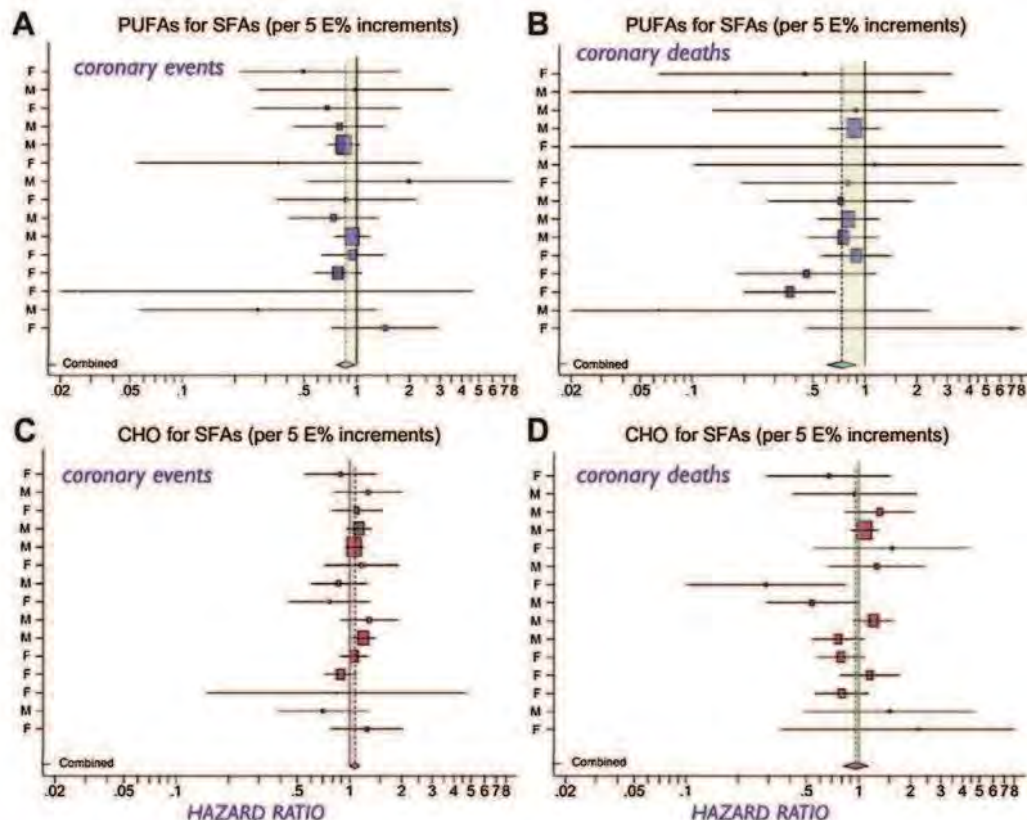 A
PUFAs for SFAs (per 5 E% increments)
coronary events
F
M
F
M
M
F
M
F
M
M
F
F
F
M
F
Combined
.02 .1 .5 1 2 3 4 5 6 7 8
B
PUFAs for SFAs (per 5 E% increments)
coronary deaths
F
M
M
M
F
M
F
M
M
M
F
F
F
M
F
Combined
.02 .1 .5 1 2 3 4 5 6 7 8
C
CHO for SFAs (per 5 E% increments)
coronary events
F
M
F
M
M
F
M
F
M
M
F
F
F
M
F
Combined
.02 .1 .5 1 2 3 4 5 6 7 8
HAZARD RATIO
D
CHO for SFAs (per 5 E% increments)
coronary deaths
F
M
M
M
F
M
F
M
M
M
F
F
F
M
F
Combined
.02 .1 .5 1 2 3 4 5 6 7 8
HAZARD RATIO